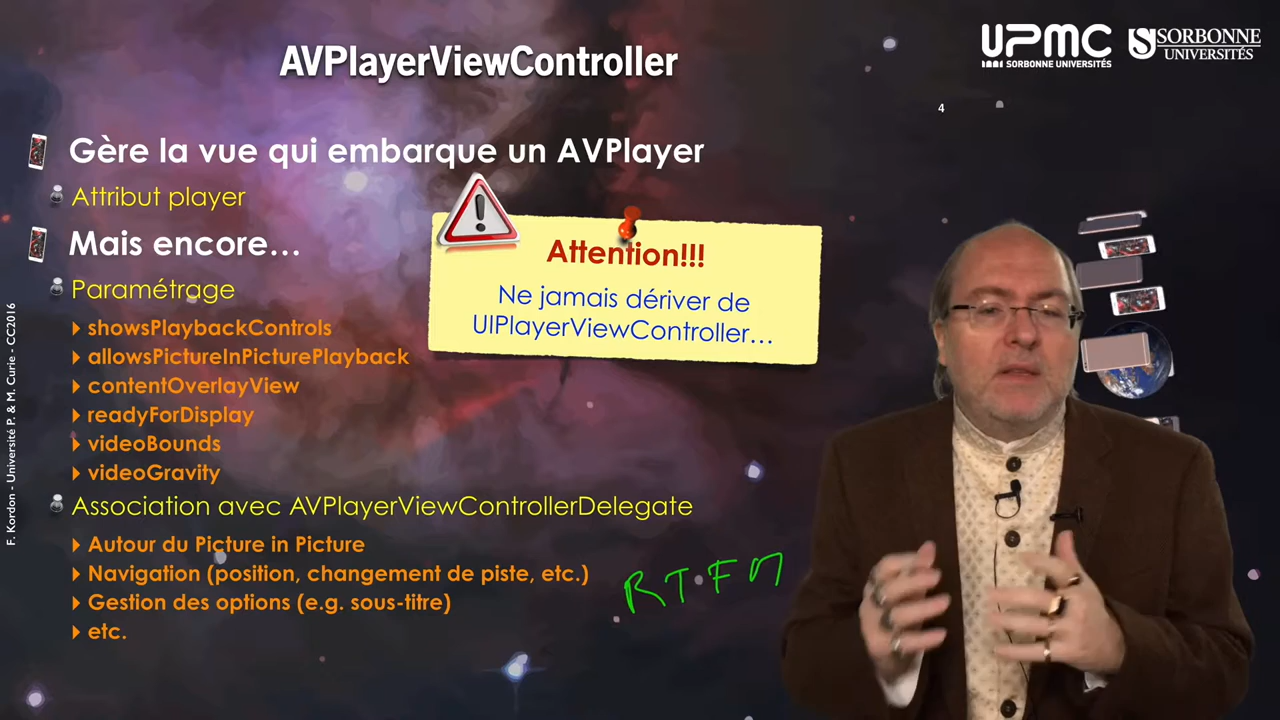 AVPlayerViewController
UPMC
SORBONNE UNIVERSITÉS
SORBONNE
UNIVERSITÉS
4
Gère la vue qui embarque un AVPlayer
Attribut player
Mais encore...
Paramétrage
showsPlaybackControls
allowsPictureInPicturePlayback
contentOverlayView
readyForDisplay
videoBounds
videoGravity
Association avec AVPlayerViewControllerDelegate
Autour du Picture in Picture
Navigation (position, changement de piste, etc.)
Gestion des options (e.g. sous-titre)
etc.
Attention!!!
Ne jamais dériver de
UIPlayerViewController...
RTFM
F. Kordon - Université P. & M. Curie - CC2016